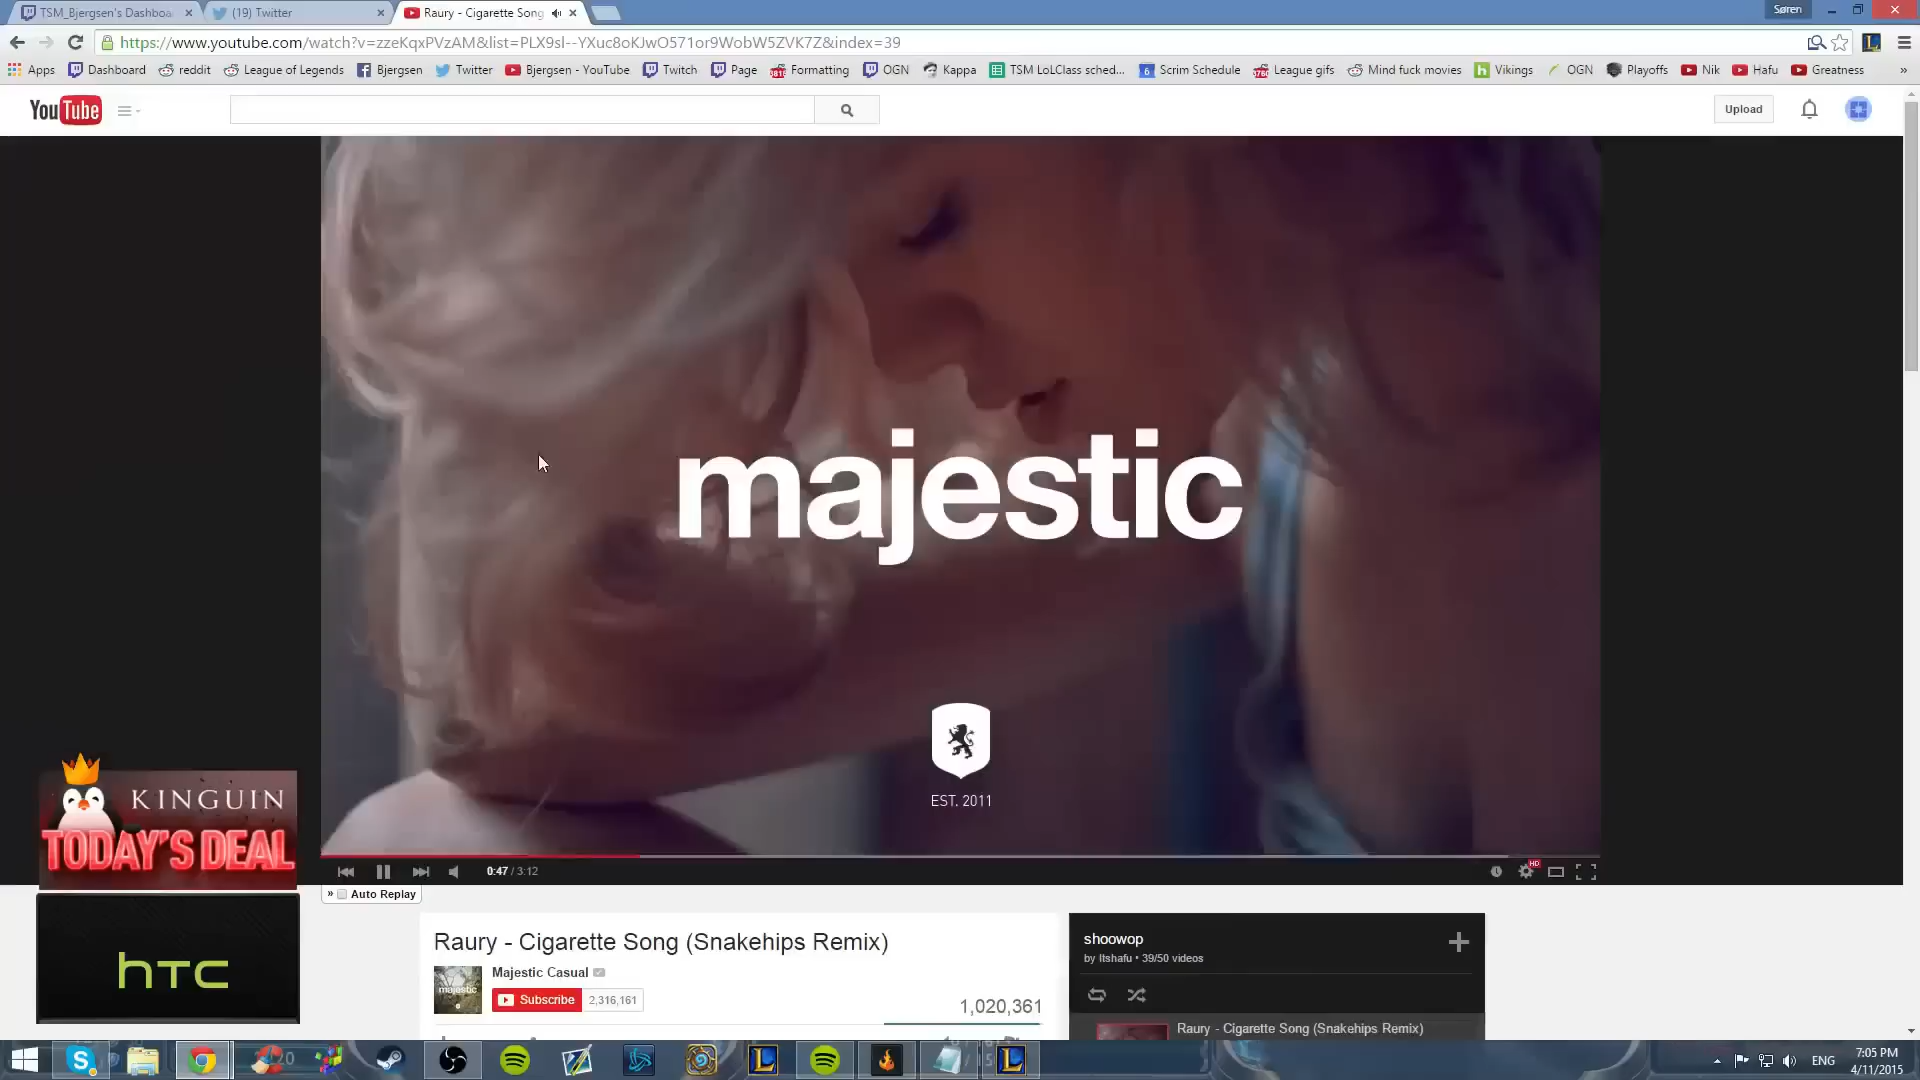 TSM_Bjergsen's Dashboa
(19) Twitter
Raury - Cigarette Song
Søren
https://www.youtube.com/watch?v=zzeKqxPVzAM&list=PLX9sl--YXuc8oKJwO571or9WobW5ZVK7Z&index=39
Apps
Dashboard
reddit
League of Legends
Bjergsen
Twitter
Bjergsen - YouTube
Twitch
Page
Formatting
OGN
Kappa
TSM LoLClass sched...
Scrim Schedule
League gifs
Mind fuck movies
Vikings
OGN
Playoffs
Nik
Hafu
Greatness
»
YouTube
Upload
majestic
EST. 2011
KINGUIN
TODAY'S DEAL
0:47 / 3:12
HD
» Auto Replay
hTC
Raury - Cigarette Song (Snakehips Remix)
Majestic Casual
majestic
Subscribe 2,316,161
1,020,361
shoowop
by Itshafu • 39/50 videos
Raury - Cigarette Song (Snakehips Remix)
ENG
7:05 PM
4/11/2015